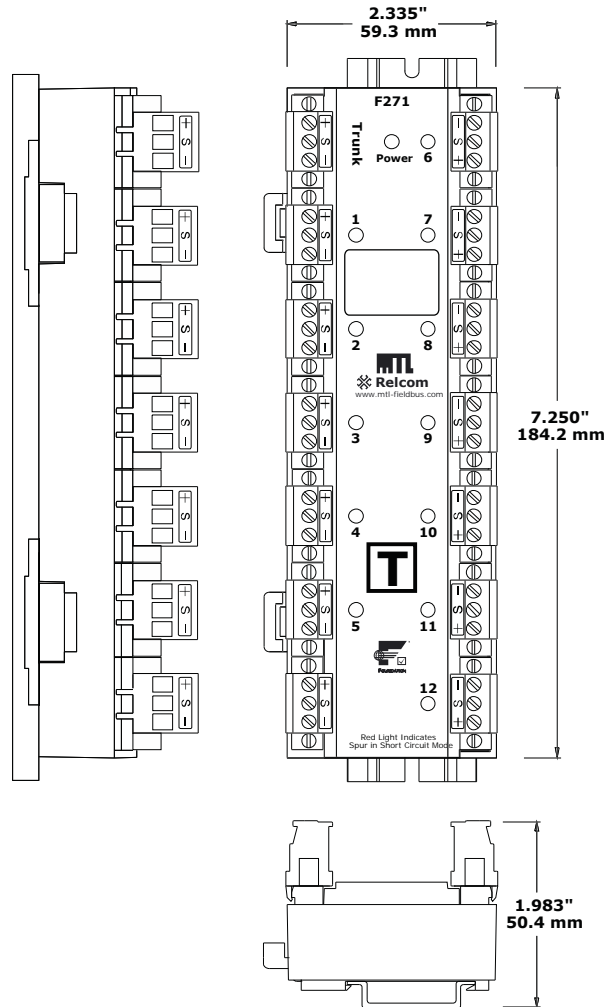 2.335"
59.3 mm
F271
Trunk
Power
6
1
7
2
8
MTL
Relcom
www.mtl-fieldbus.com
3
9
4
10
T
5
11
FOUNDATION
12
Red Light Indicates
Spur in Short Circuit Mode
+ S –
+ S –
+ S –
+ S –
+ S –
+ S –
+ S –
+ S –
+ S –
+ S –
+ S –
+ S –
+ S –
+ S –
– S +
– S +
– S +
– S +
– S +
– S +
– S +
7.250"
184.2 mm
1.983"
50.4 mm